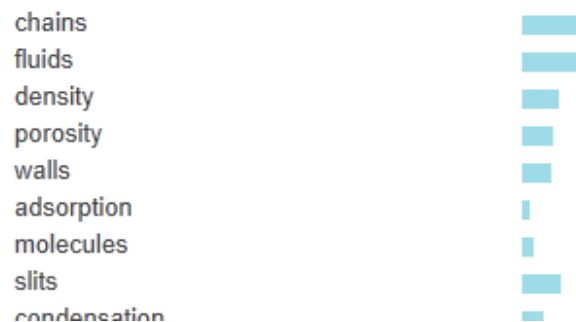 chains
fluids
density
porosity
walls
adsorption
molecules
slits
condensation